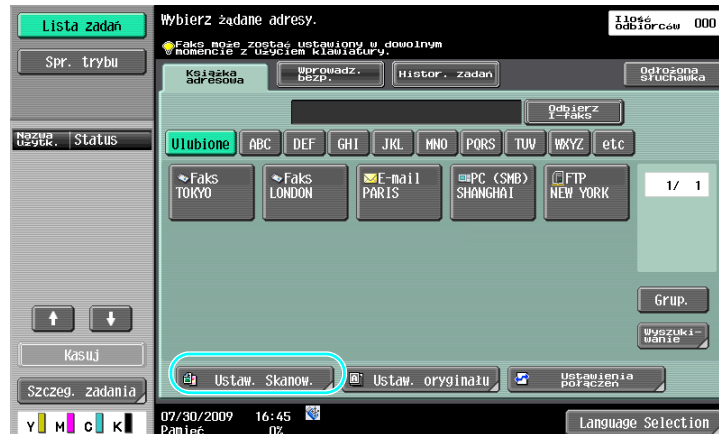 Lista zadań
Spr. trybu
Nazwa użytk.
Status
Kasuj
Szczeg. zadania
Y M C K
Wybierz żądane adresy.
Ilość odbiorców 000
Faks może zostać ustawiony w dowolnym
momencie z użyciem klawiatury.
Książka adresowa
Wprowadz. bezp.
Histor. zadań
Odłożona słuchawka
Odbierz I-faks
Ulubione
ABC
DEF
GHI
JKL
MNO
PQRS
TUV
WXYZ
etc
Faks
TOKYO
Faks
LONDON
E-mail
PARIS
PC (SMB)
SHANGHAI
FTP
NEW YORK
1/ 1
Grup.
Wyszuki-
wanie
Ustaw. Skanow.
Ustaw. oryginału
Ustawienia połączeń
07/30/2009 16:45
Pamięć 0%
Language Selection